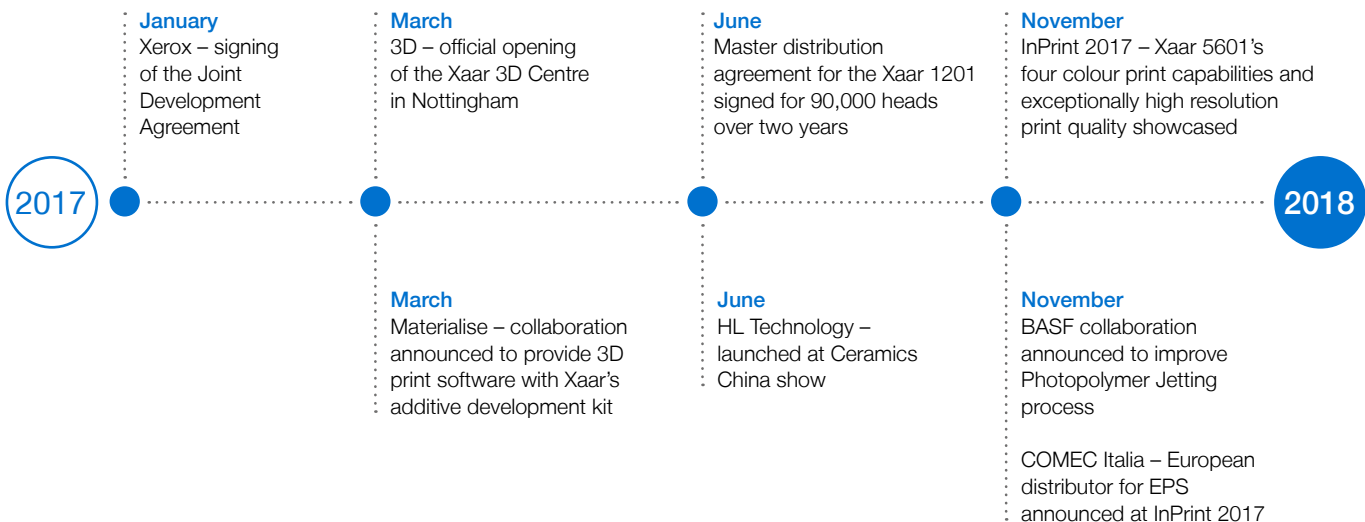 January
Xerox – signing
of the Joint
Development
Agreement
March
3D – official opening
of the Xaar 3D Centre
in Nottingham
June
Master distribution
agreement for the Xaar 1201
signed for 90,000 heads
over two years
November
InPrint 2017 – Xaar 5601’s
four colour print capabilities and
exceptionally high resolution
print quality showcased
2017
2018
March
Materialise – collaboration
announced to provide 3D
print software with Xaar’s
additive development kit
June
HL Technology –
launched at Ceramics
China show
November
BASF collaboration
announced to improve
Photopolymer Jetting
process
COMEC Italia – European
distributor for EPS
announced at InPrint 2017